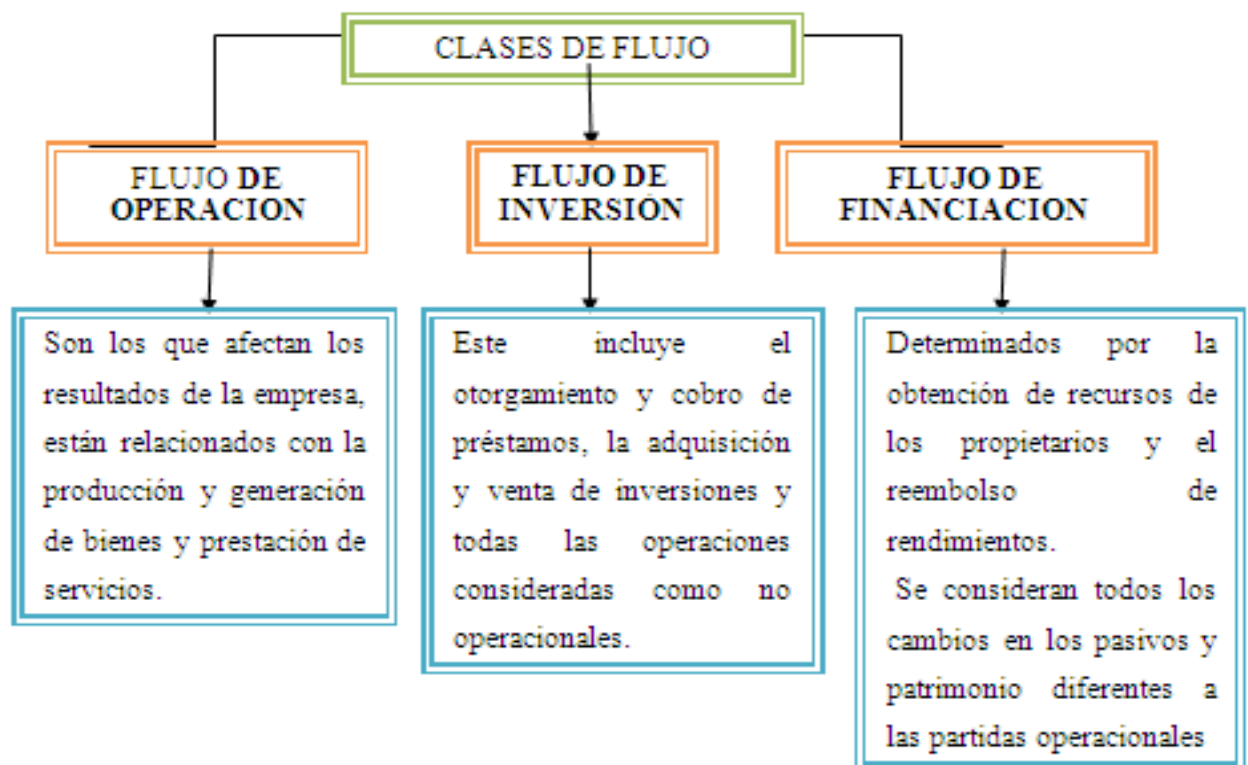 CLASES DE FLUJO
FLUJO DE
OPERACION
Son los que afectan los
resultados de la empresa,
están relacionados con la
producción y generación
de bienes y prestación de
servicios.
FLUJO DE
INVERSIÓN
Este incluye el
otorgamiento y cobro de
préstamos, la adquisición
y venta de inversiones y
todas las operaciones
consideradas como no
operacionales.
FLUJO DE
FINANCIACION
Determinados por la
obtención de recursos de
los propietarios y el
reembolso de
rendimientos.
Se consideran todos los
cambios en los pasivos y
patrimonio diferentes a
las partidas operacionales